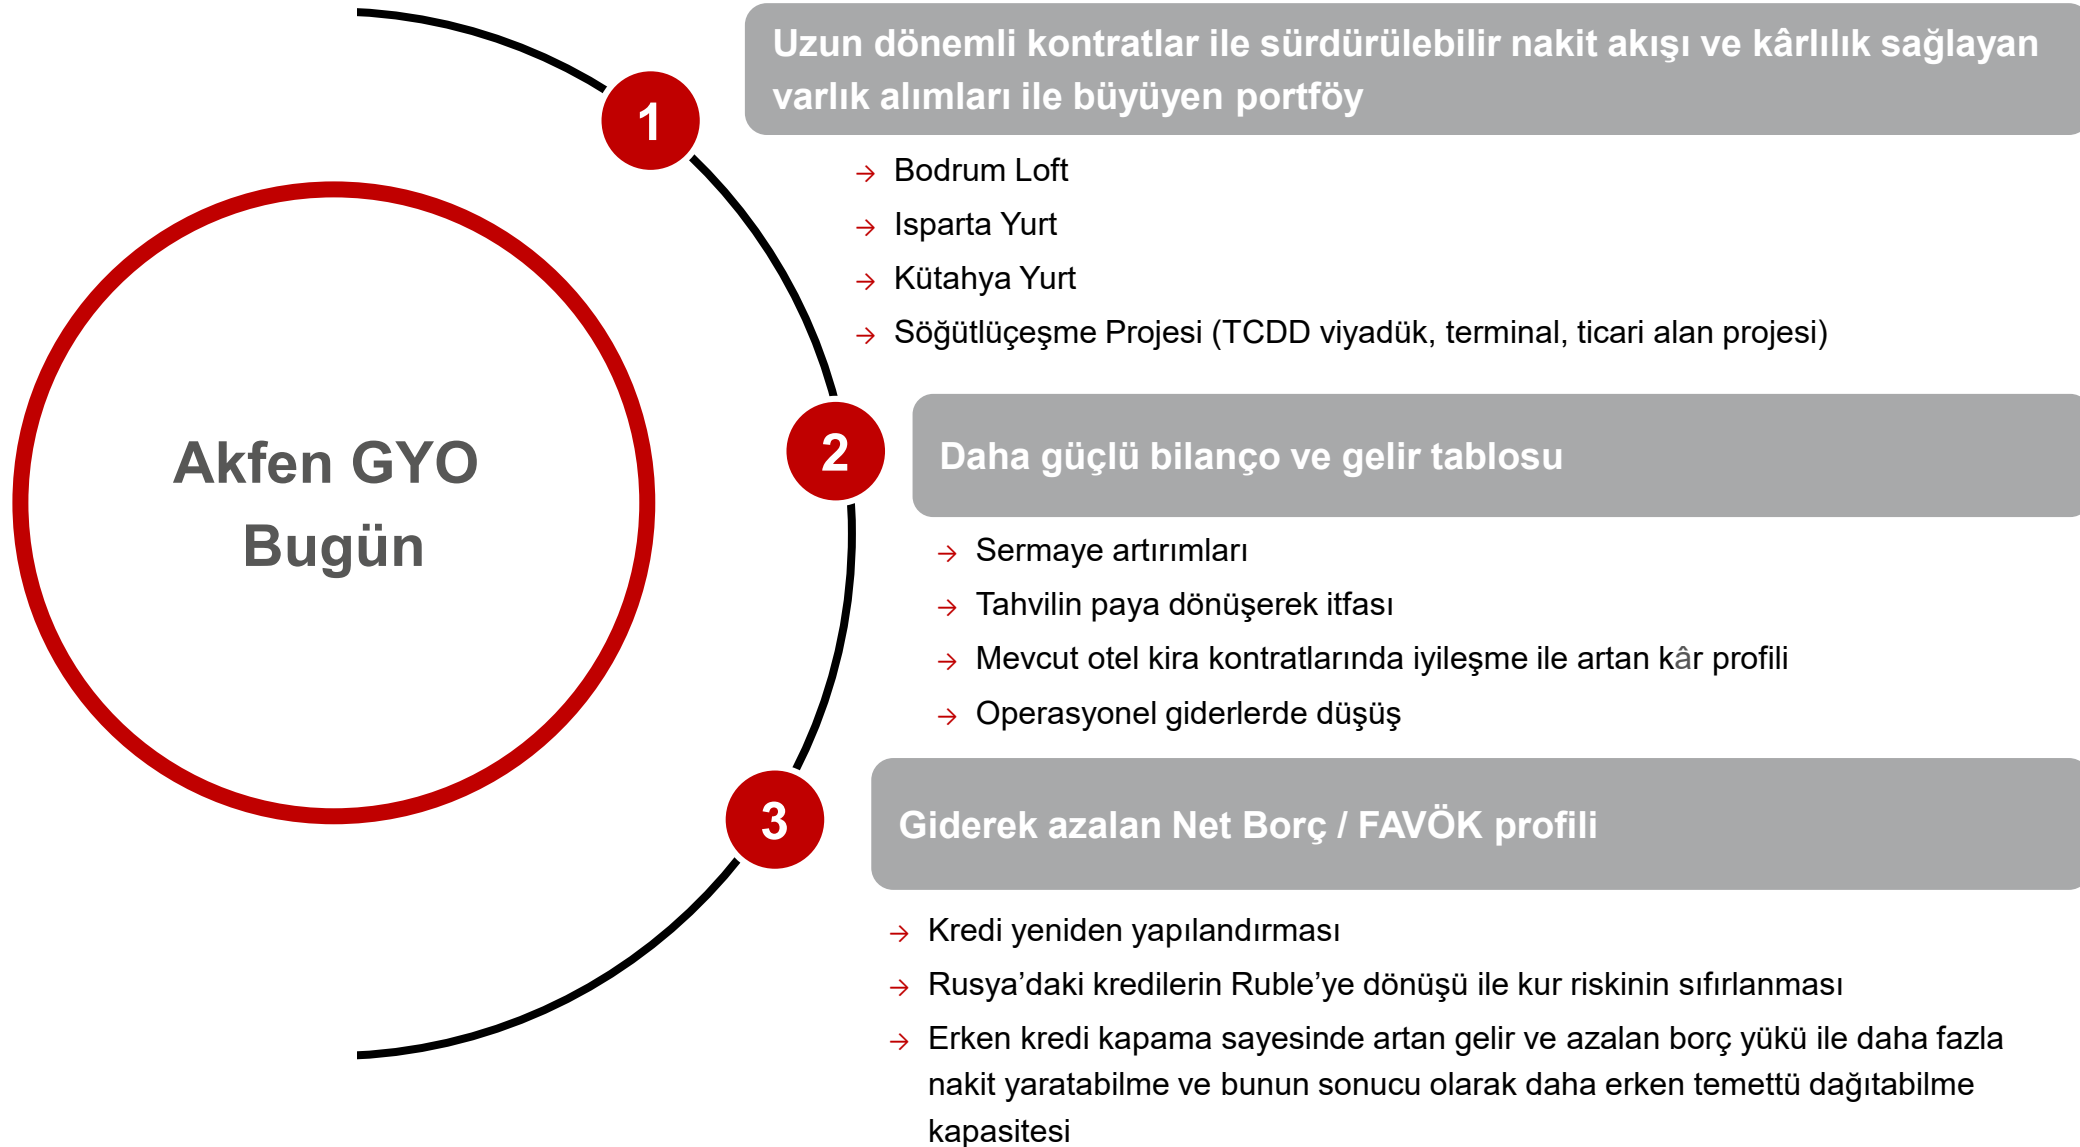 Akfen GYO
Bugün
1
Uzun dönemli kontratlar ile sürdürülebilir nakit akışı ve kârlılık sağlayan
varlık alımları ile büyüyen portföy
→ Bodrum Loft
→ Isparta Yurt
→ Kütahya Yurt
→ Söğütlüçeşme Projesi (TCDD viyadük, terminal, ticari alan projesi)
2
Daha güçlü bilanço ve gelir tablosu
→ Sermaye artırımları
→ Tahvilin paya dönüşerek itfası
→ Mevcut otel kira kontratlarında iyileşme ile artan kâr profili
→ Operasyonel giderlerde düşüş
3
Giderek azalan Net Borç / FAVÖK profili
→ Kredi yeniden yapılandırması
→ Rusya’daki kredilerin Ruble’ye dönüşü ile kur riskinin sıfırlanması
→ Erken kredi kapama sayesinde artan gelir ve azalan borç yükü ile daha fazla
nakit yaratabilme ve bunun sonucu olarak daha erken temettü dağıtabilme
kapasitesi